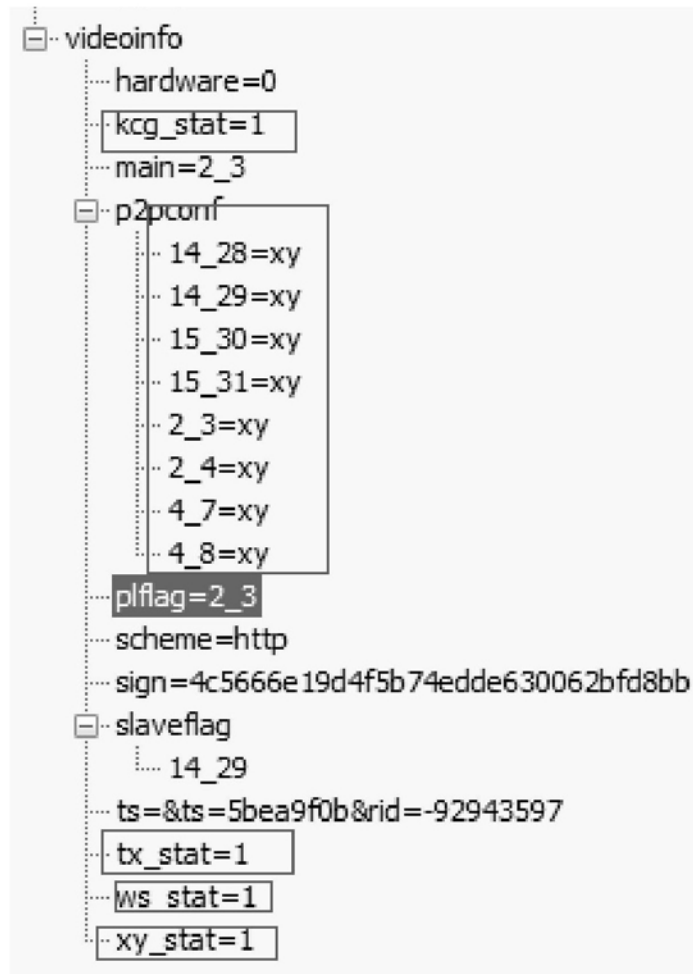 videoinfo
hardware=0
kcg_stat=1
main=2_3
p2pconf
14_28=xy
14_29=xy
15_30=xy
15_31=xy
2_3=xy
2_4=xy
4_7=xy
4_8=xy
plflag=2_3
scheme=http
sign=4c5666e19d4f5b74edde630062bfd8bb
slaveflag
14_29
ts=&ts=5bea9f0b&rid=-92943597
tx_stat=1
ws_stat=1
xy_stat=1